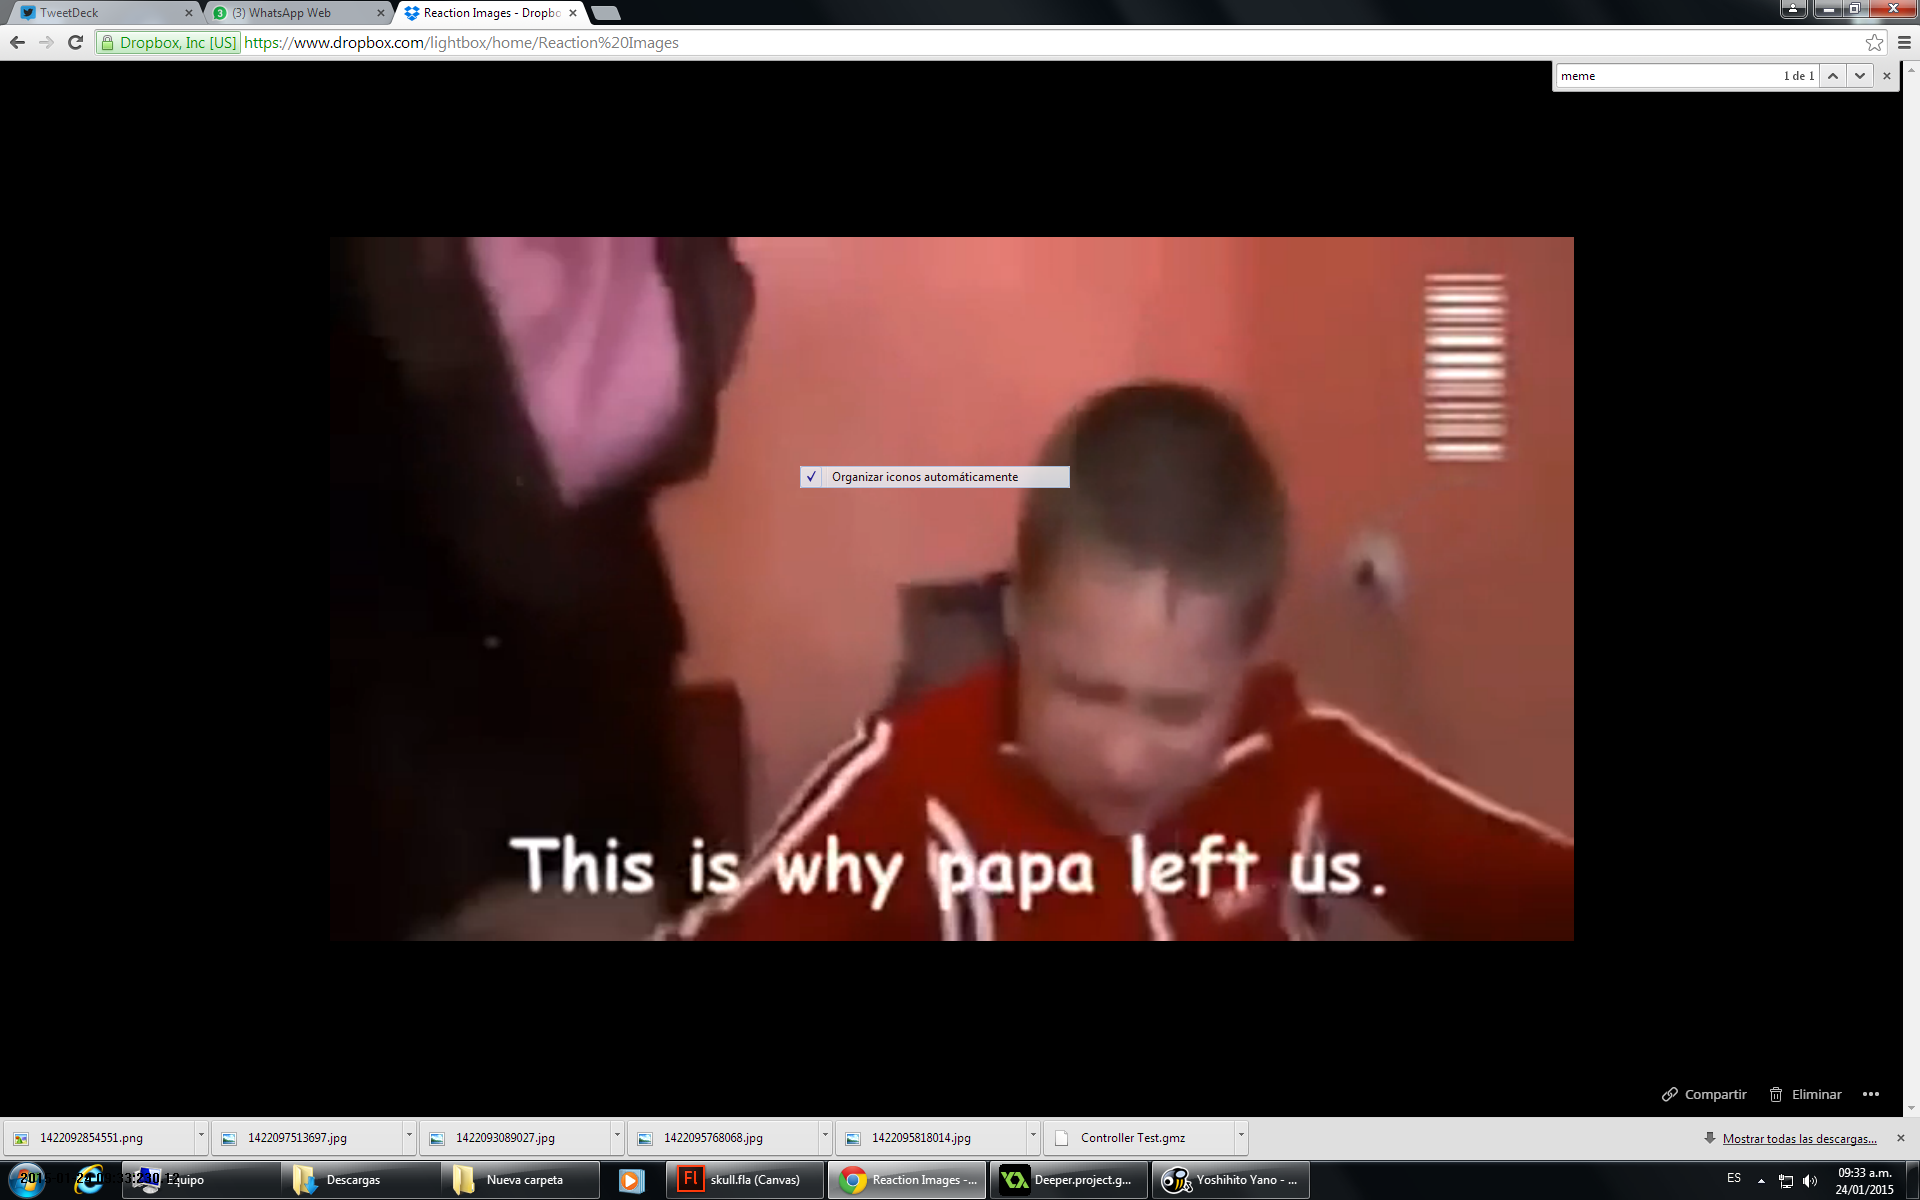 TweetDeck
3 (3) WhatsApp Web
Reaction Images - Dropbo
Dropbox, Inc [US] https://www.dropbox.com/lightbox/home/Reaction%20Images
meme 1 de 1
Organizar iconos automáticamente
This is why papa left us.
Compartir Eliminar
1422092854551.png
1422097513697.jpg
1422093089027.jpg
1422095768068.jpg
1422095818014.jpg
Controller Test.gmz
Mostrar todas las descargas...
Equipo
Descargas
Nueva carpeta
Fl skull.fla (Canvas)
Reaction Images -...
Deeper.project.g...
Yoshihito Yano - ...
ES
09:33 a.m.
24/01/2015